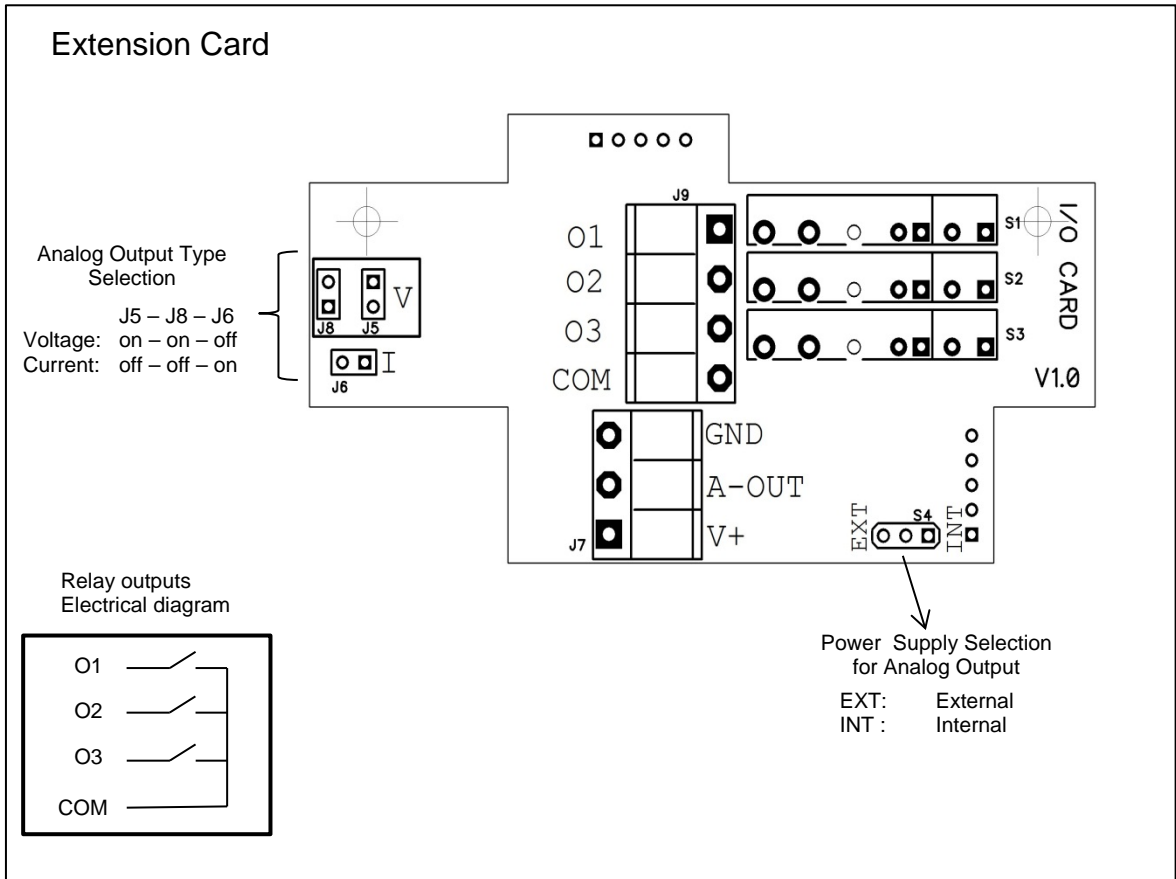 Extension Card
Analog Output Type
Selection
J5 – J8 – J6
Voltage: on – on – off
Current: off – off – on
J8
J5
V
J6
I
J9
O1
O2
O3
COM
S1
S2
S3
I/O CARD
V1.0
GND
A-OUT
V+
J7
EXT
S4
INT
Power Supply Selection
for Analog Output
EXT: External
INT : Internal
Relay outputs
Electrical diagram
O1
O2
O3
COM